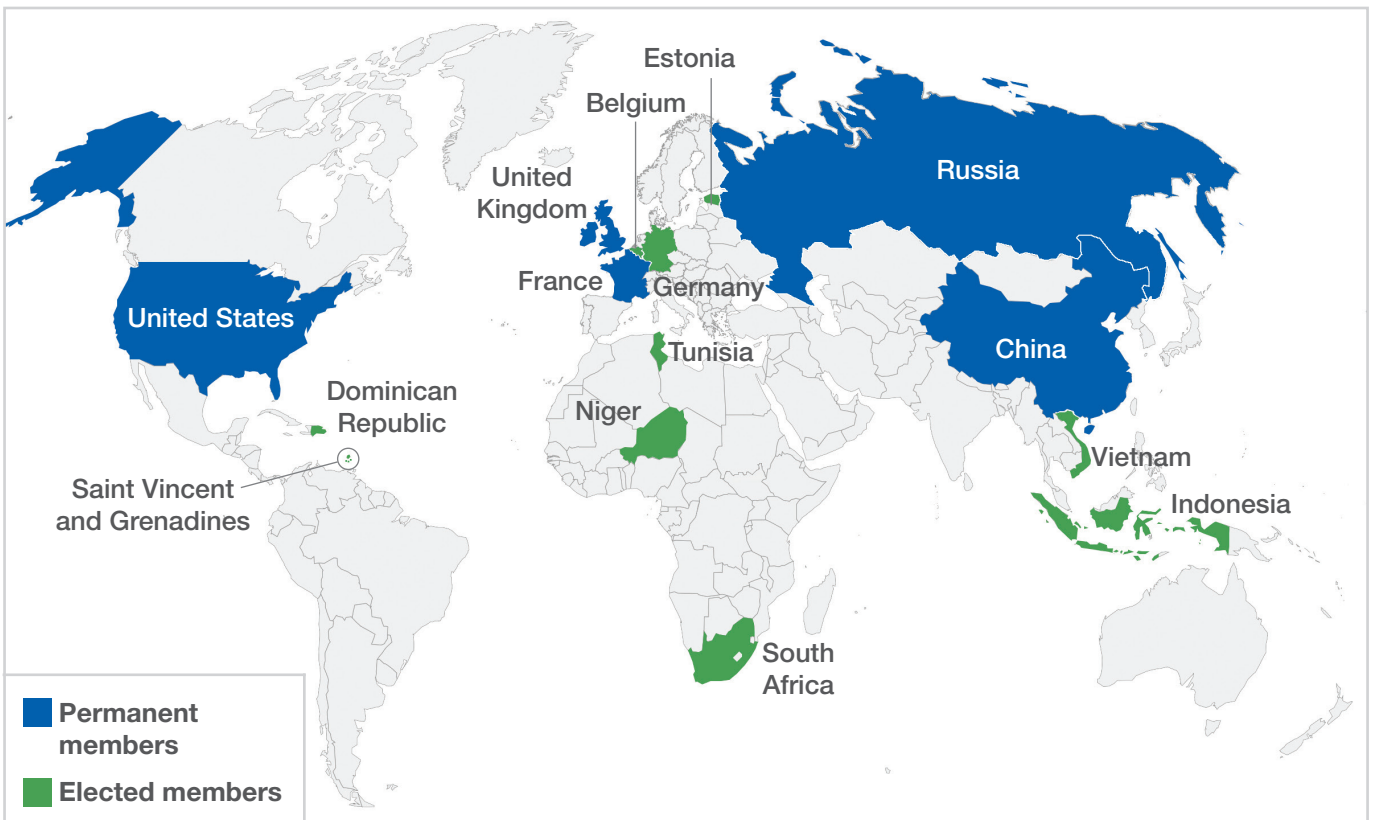 Estonia
Belgium
United
Kingdom
Russia
France
Germany
United States
China
Tunisia
Dominican
Republic
Niger
Vietnam
Saint Vincent
and Grenadines
Indonesia
South
Africa
Permanent
members
Elected members